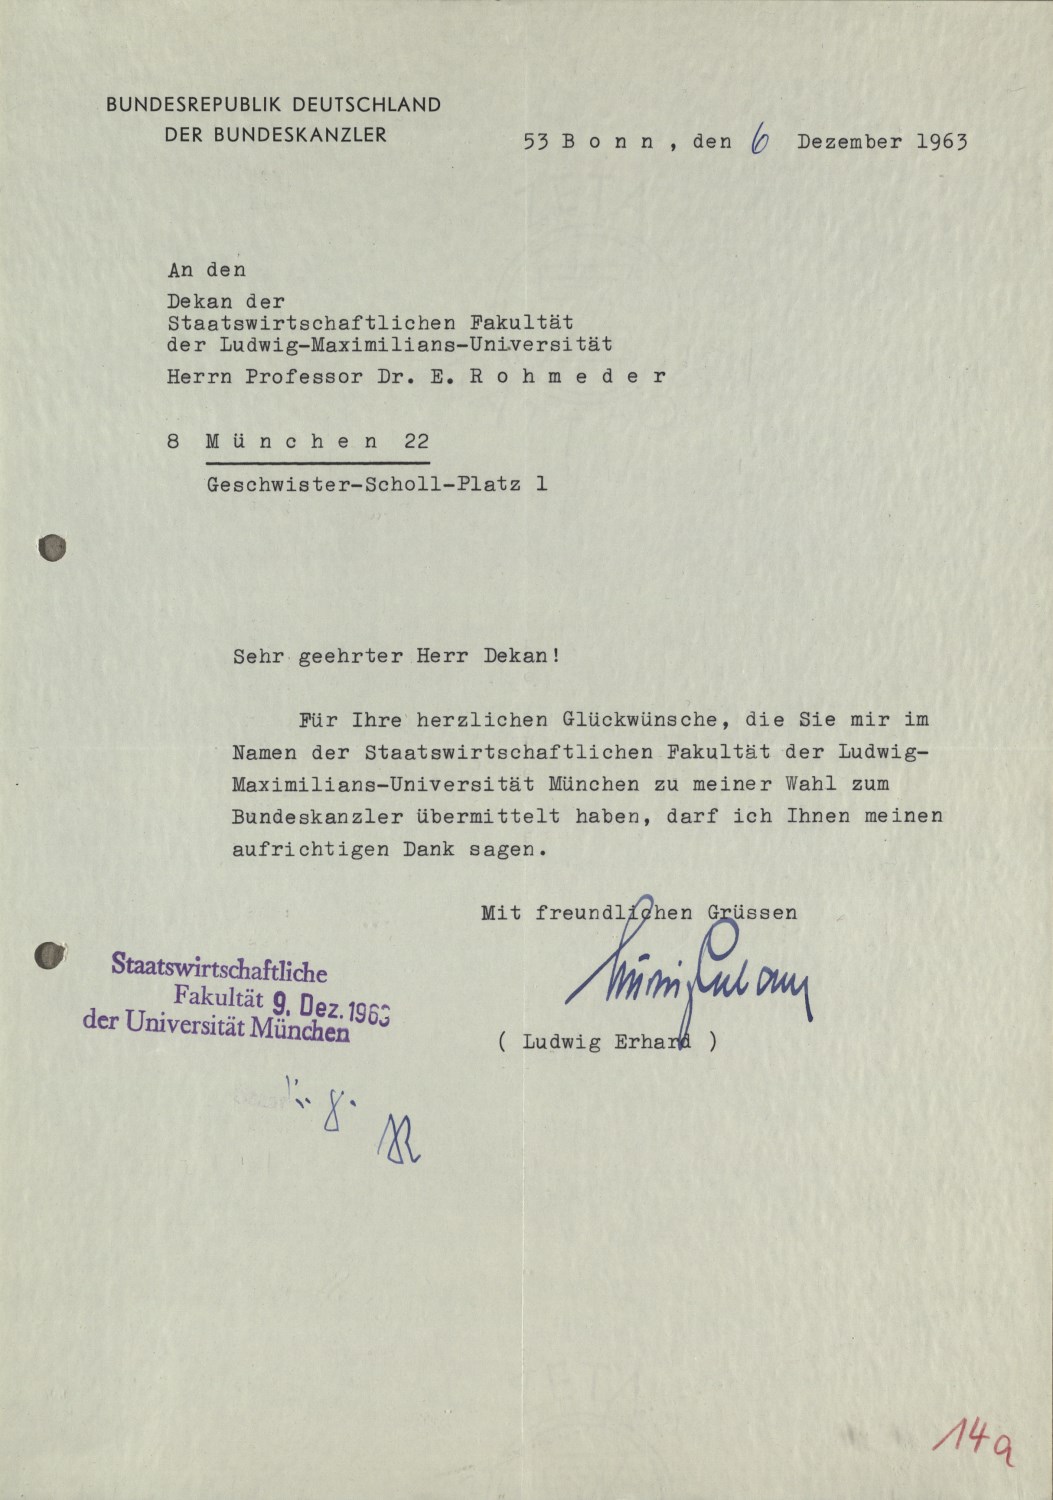 BUNDESREPUBLIK DEUTSCHLAND
DER BUNDESKANZLER
53 B o n n , den 6 Dezember 1963
An den
Dekan der
Staatswirtschaftlichen Fakultät
der Ludwig-Maximilians-Universität
Herrn Professor Dr. E. R o h m e d e r
8 M ü n c h e n 22
Geschwister-Scholl-Platz 1
Sehr geehrter Herr Dekan!
Für Ihre herzlichen Glückwünsche, die Sie mir im
Namen der Staatswirtschaftlichen Fakultät der Ludwig-
Maximilians-Universität München zu meiner Wahl zum
Bundeskanzler übermittelt haben, darf ich Ihnen meinen
aufrichtigen Dank sagen.
Mit freundlichen Grüssen
Ludwig Erhard
( Ludwig Erhard )
Staatswirtschaftliche
Fakultät 9. Dez. 1963
der Universität München
14a